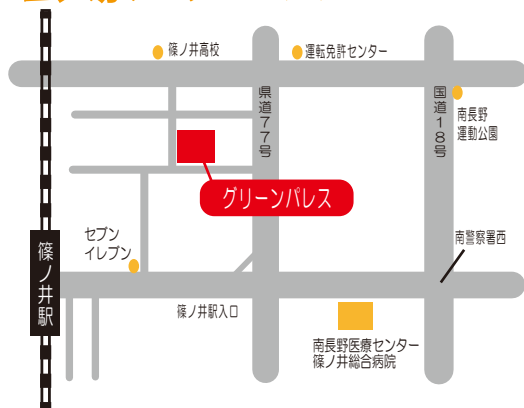 篠ノ井高校
運転免許センター
県道77号
国道18号
南長野
運動公園
グリーンパレス
セブン
イレブン
南警察署西
篠ノ井駅
篠ノ井駅入口
南長野医療センター
篠ノ井総合病院